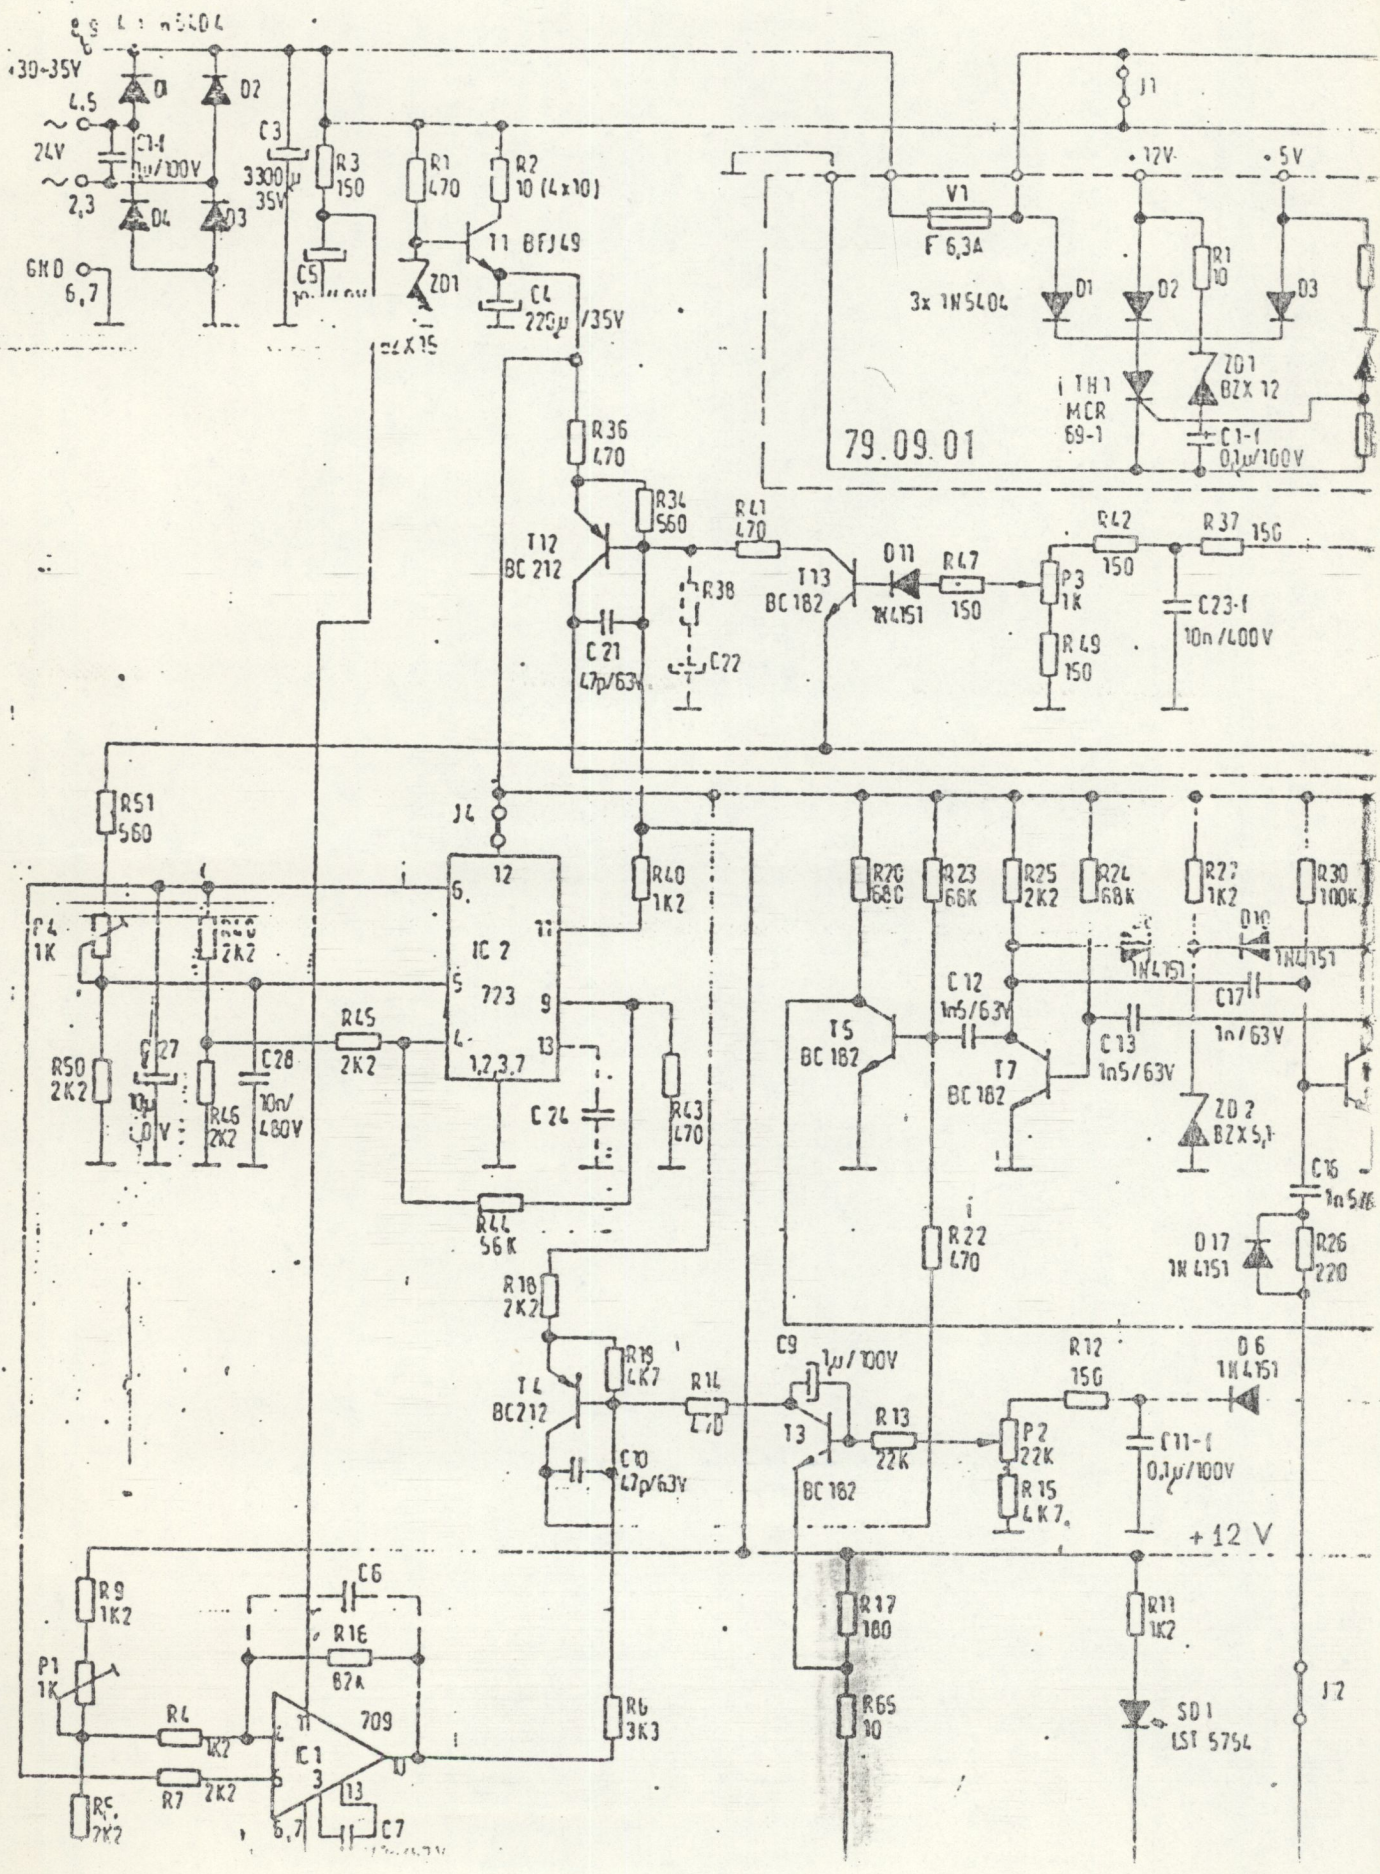 +30÷35V
4.5
~
24V
~
2,3
GND
6,7
D1
D2
D4
D3
C1-f
1µ/100V
C3
3300µ
35V
R3
150
C5
R1
470
R2
10 (4x10)
T1
ZD1
C4
220µ/35V
J1
+12V
+5V
V1
F 6,3A
3x 1N5404
D1
D2
D3
R1
10
TH1
MCR
69-1
ZD1
BZX 12
C1-f
0,1µ/100V
79.09.01
R36
470
R34
560
T12
BC 212
R41
470
T13
BC 182
D11
1N4151
R47
150
P3
1K
R42
150
R37
150
C23-f
10n/400V
R49
150
R38
C22
C21
47p/63V
R51
560
P4
1K
2K2
R50
2K2
C27
10µ
R46
2K2
C28
10n/
R45
2K2
J4
6.
12
11
IC 2
723
5
9
4
13
1,2,3,7
R40
1K2
C24
R43
470
R44
56K
R20
680
R23
68K
R25
2K2
R24
68K
R27
1K2
R30
100K
1N4151
D10
1N4151
C12
1n5/63V
C17
1n/63V
C13
1n5/63V
T5
BC 182
T7
BC 182
ZD2
BZX5,1
C16
R22
470
D17
1N4151
R26
220
R18
2K2
R19
4K7
T4
BC212
C10
47p/63V
R14
470
C9
1µ/100V
T3
BC 182
R13
22K
P2
22K
R15
4K7
R12
150
D6
1N4151
C11-f
0,1µ/100V
+12 V
R9
1K2
P1
1K
R4
1K2
R7
2K2
R5
2K2
C6
R16
82K
709
11
4
IC1
3
13
6,7
C7
R6
3K3
R17
180
R65
10
R11
1K2
SD1
LST 5754
J2